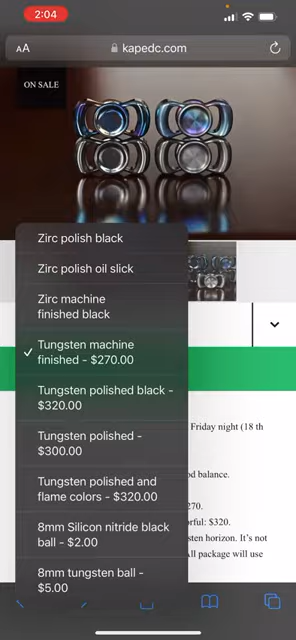 2:04
AA
kapedc.com
ON SALE
Zirc polish black
Zirc polish oil slick
Zirc machine
finished black
Tungsten machine
finished - $270.00
Tungsten polished black -
$320.00
Friday night (18 th
Tungsten polished -
$300.00
od balance.
Tungsten polished and
flame colors - $320.00
270.
orful: $320.
8mm Silicon nitride black
ball - $2.00
sten horizon. It's not
All package will use
8mm tungsten ball -
$5.00